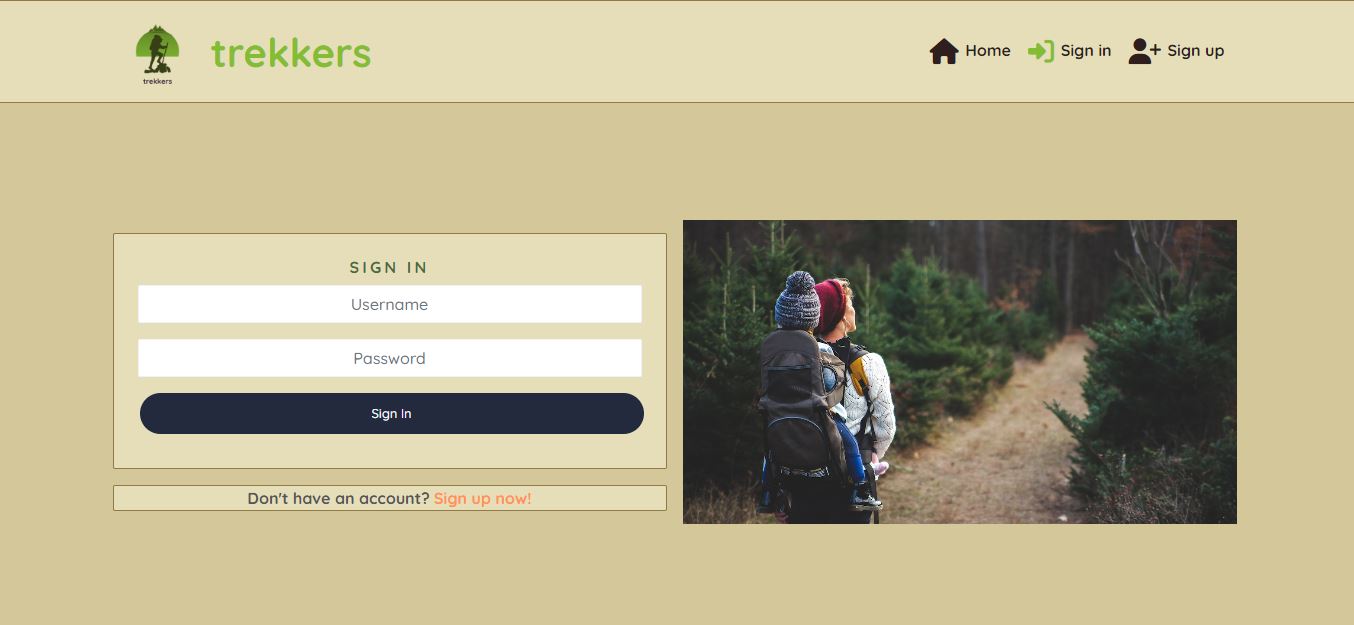 trekkers
trekkers
Home
Sign in
Sign up
SIGN IN
Username
Password
Sign In
Don't have an account? Sign up now!